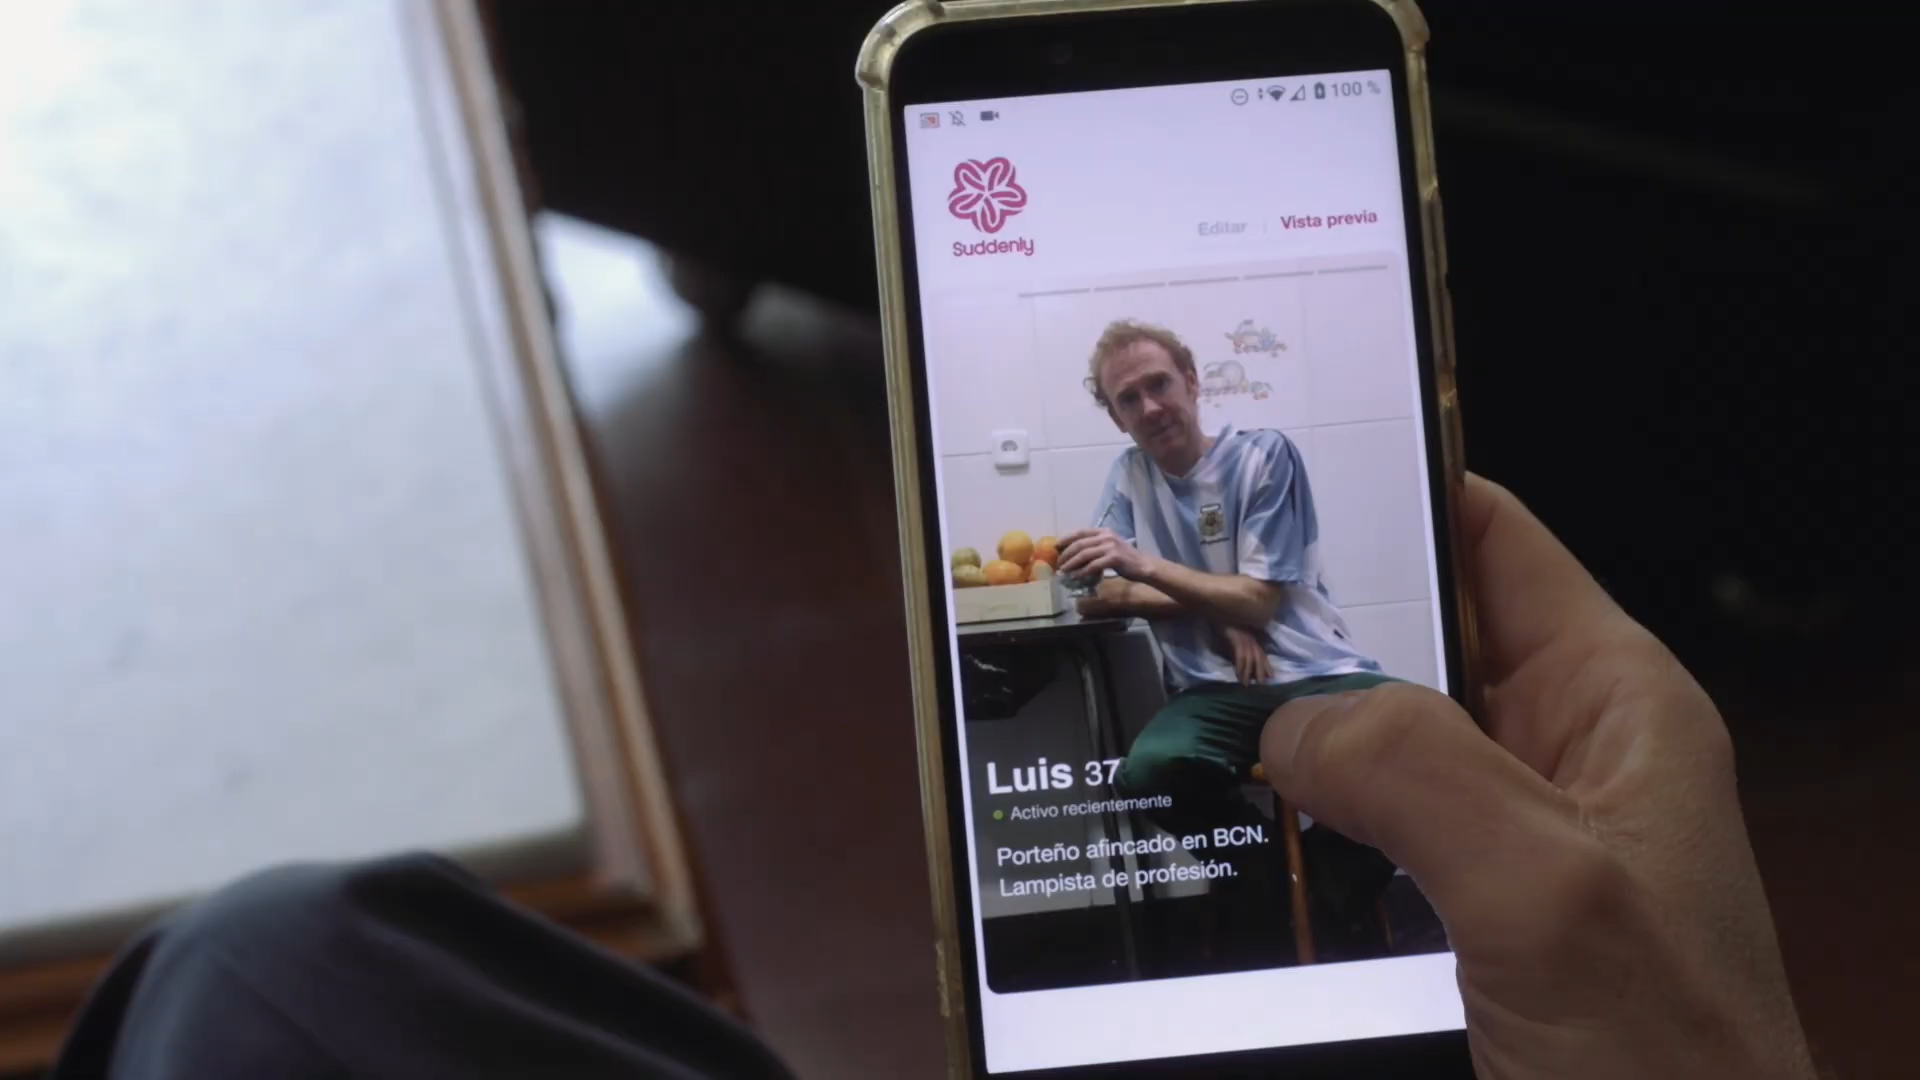 100 %
Suddenly
Editar
Vista previa
Luis 37
Activo recientemente
Porteño afincado en BCN.
Lampista de profesión.